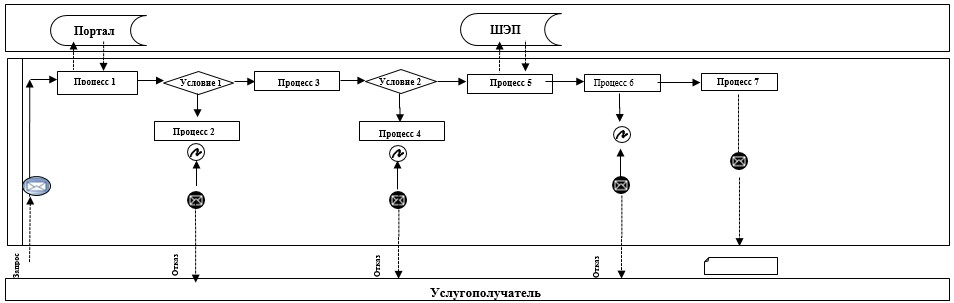 Портал
ШЭП
Процесс 1
Условие 1
Процесс 3
Условие 2
Процесс 5
Процесс 6
Процесс 7
Процесс 2
Процесс 4
Запрос
Отказ
Отказ
Отказ
Услугополучатель